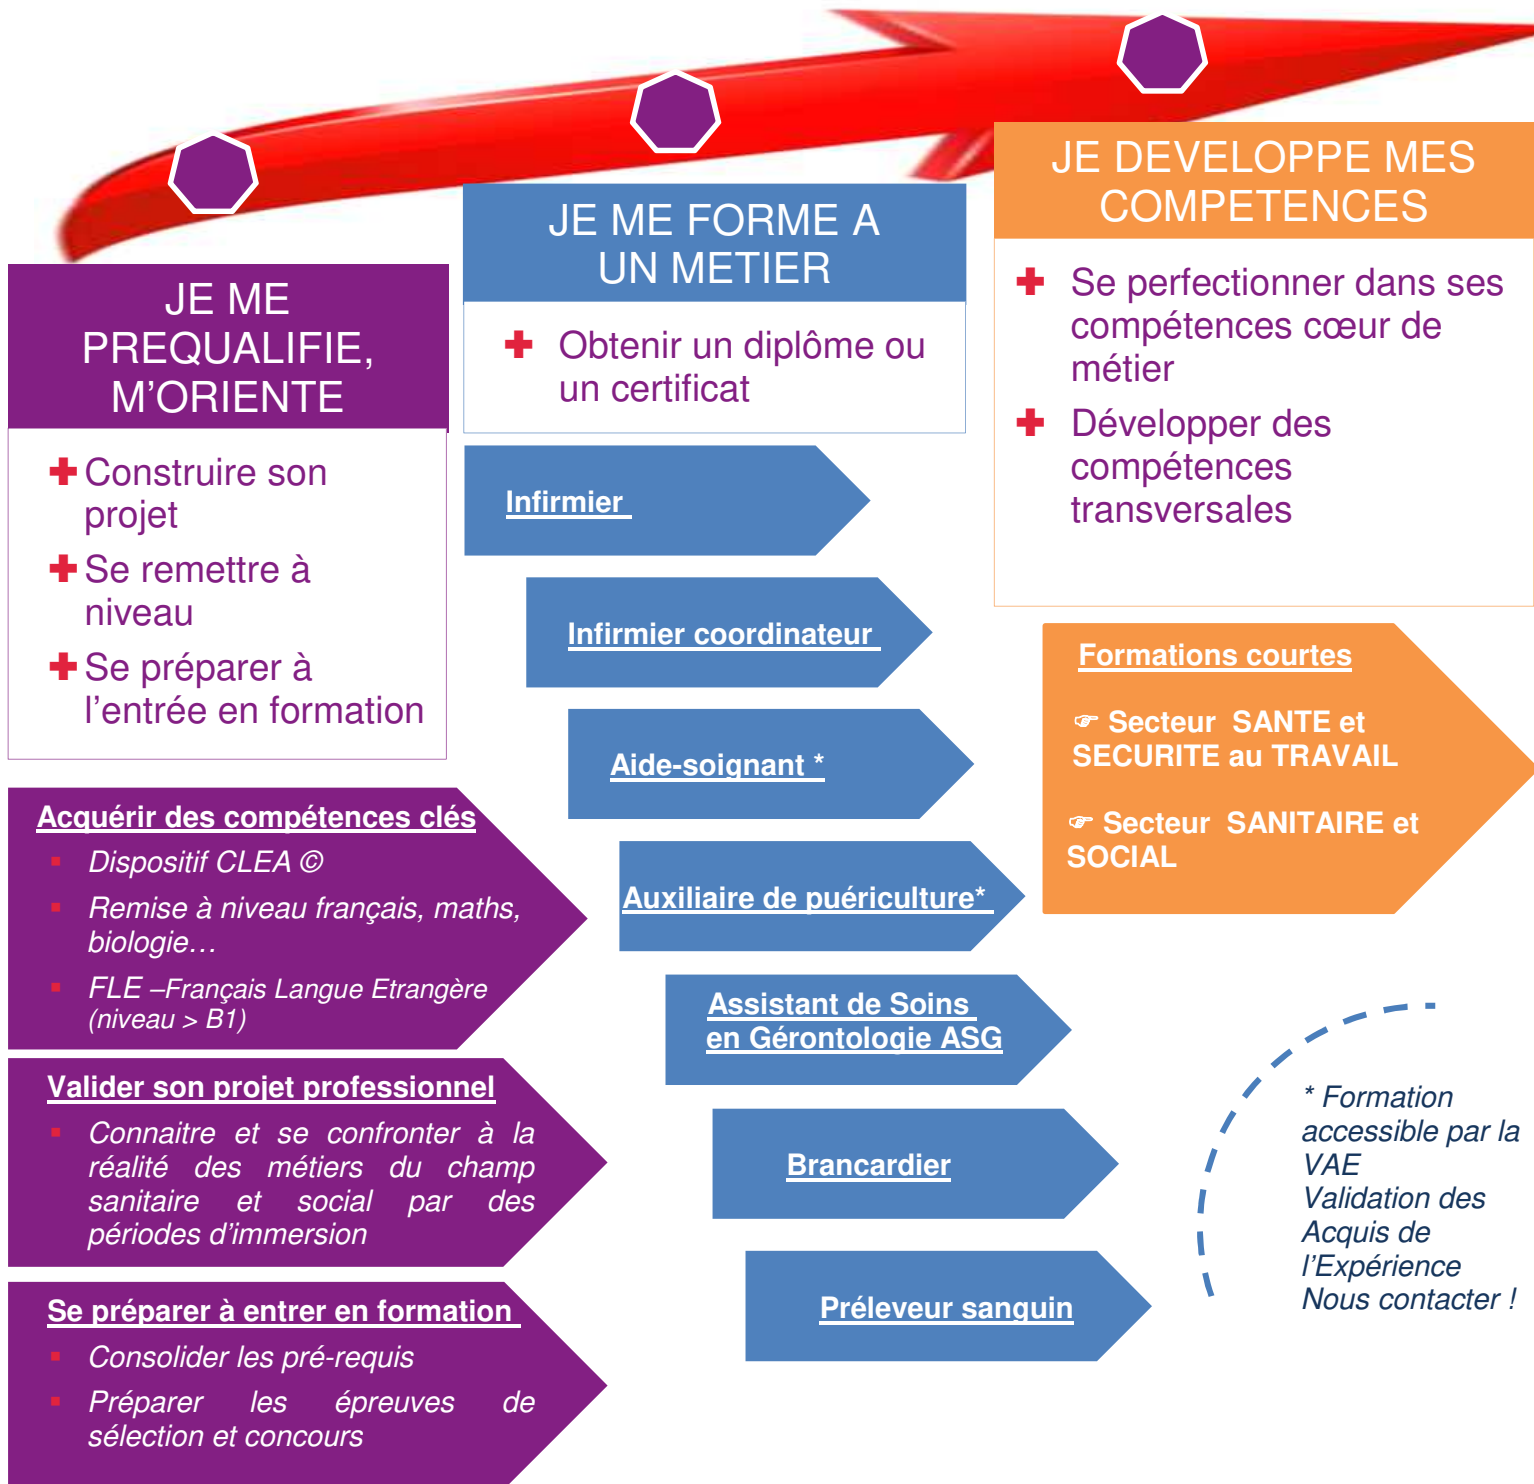 JE ME
PREQUALIFIE,
M'ORIENTE
Construire son
projet
Se remettre à
niveau
Se préparer à
l'entrée en formation
Acquérir des compétences clés
Dispositif CLEA ©
Remise à niveau français, maths,
biologie…
FLE –Français Langue Etrangère
(niveau > B1)
Valider son projet professionnel
Connaitre et se confronter à la
réalité des métiers du champ
sanitaire et social par des
périodes d'immersion
Se préparer à entrer en formation
Consolider les pré-requis
Préparer les épreuves de
sélection et concours
JE ME FORME A
UN METIER
Obtenir un diplôme ou
un certificat
Infirmier
Infirmier coordinateur
Aide-soignant *
Auxiliaire de puériculture*
Assistant de Soins
en Gérontologie ASG
Brancardier
Préleveur sanguin
JE DEVELOPPE MES
COMPETENCES
Se perfectionner dans ses
compétences cœur de
métier
Développer des
compétences
transversales
Formations courtes
☞ Secteur SANTE et
SECURITE au TRAVAIL
☞ Secteur SANITAIRE et
SOCIAL
* Formation
accessible par la
VAE
Validation des
Acquis de
l'Expérience
Nous contacter !